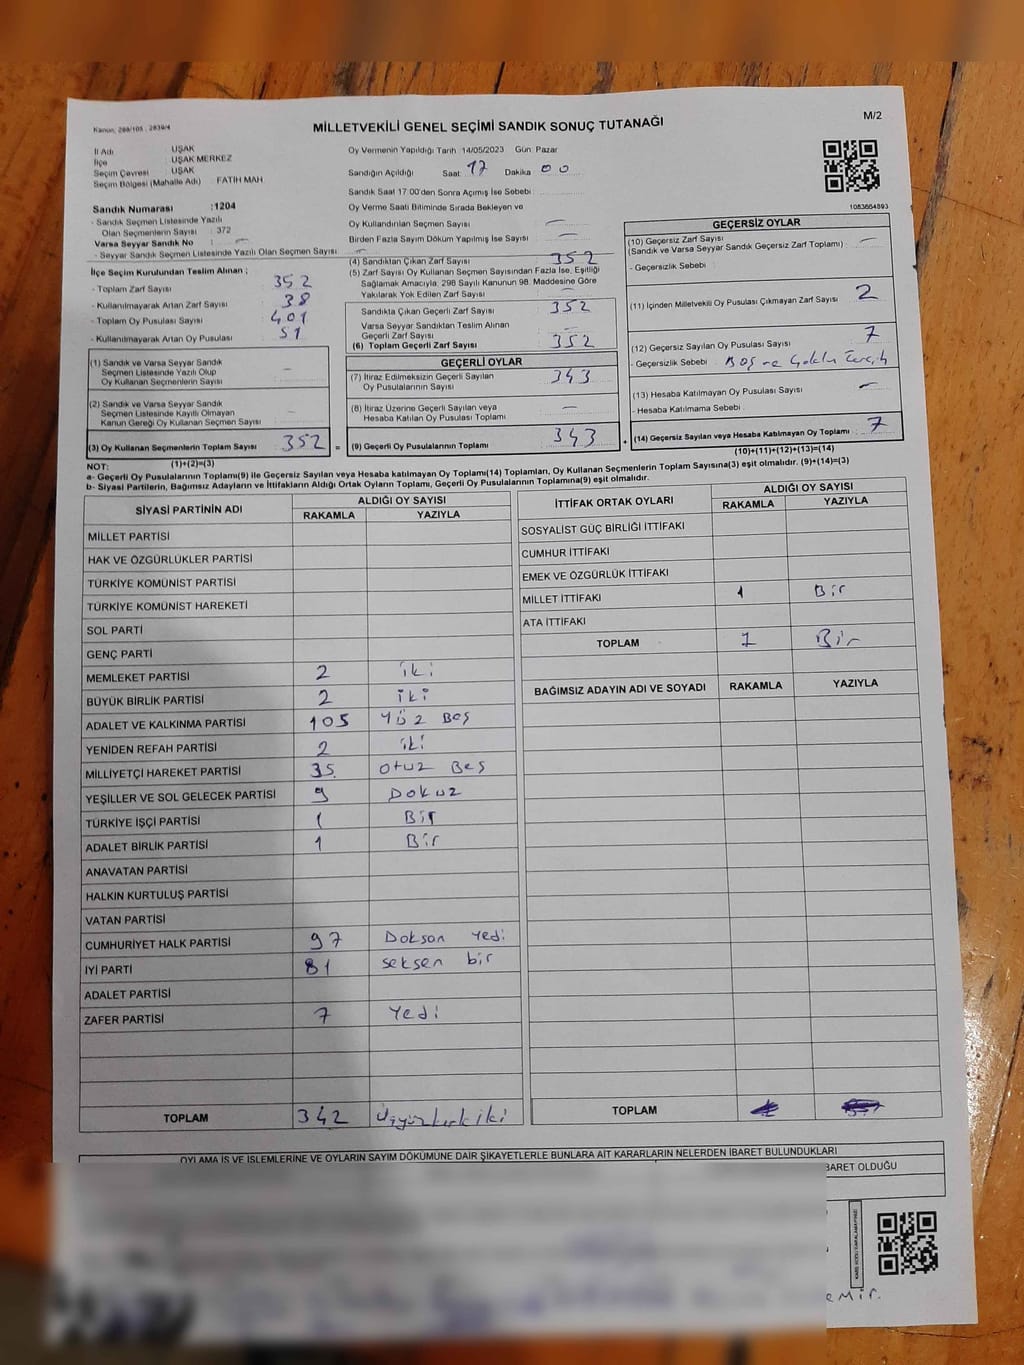 Kanun, 298/105 , 2839/4
M/2
MİLLETVEKİLİ GENEL SEÇİMİ SANDIK SONUÇ TUTANAĞI
İl Adı UŞAK
İlçe UŞAK MERKEZ
Seçim Çevresi UŞAK
Seçim Bölgesi (Mahalle Adı) FATİH MAH
Sandık Numarası :1204
- Sandık Seçmen Listesinde Yazılı
Olan Seçmenlerin Sayısı : 372
Varsa Seyyar Sandık No : —
- Seyyar Sandık Seçmen Listesinde Yazılı Olan Seçmen Sayısı : —
İlçe Seçim Kurulundan Teslim Alınan ;
- Toplam Zarf Sayısı : 352
- Kullanılmayarak Artan Zarf Sayısı : 38
- Toplam Oy Pusulası Sayısı : 401
- Kullanılmayarak Artan Oy Pusulası : 51
(1) Sandık ve Varsa Seyyar Sandık
Seçmen Listesinde Yazılı Olup
Oy Kullanan Seçmenlerin Sayısı : —
(2) Sandık ve Varsa Seyyar Sandık
Seçmen Listesinde Kayıtlı Olmayan
Kanun Gereği Oy Kullanan Seçmen Sayısı : —
(3) Oy Kullanan Seçmenlerin Toplam Sayısı : 352 =
(1)+(2)=(3)
Oy Vermenin Yapıldığı Tarih 14/05/2023 Gün Pazar
Sandığın Açıldığı Saat : 17 Dakika : 00
Sandık Saat 17.00'den Sonra Açılmış İse Sebebi :
Oy Verme Saati Bitiminde Sırada Bekleyen ve
Oy Kullandırılan Seçmen Sayısı : —
Birden Fazla Sayım Döküm Yapılmış İse Sayısı : —
(4) Sandıktan Çıkan Zarf Sayısı : 352
(5) Zarf Sayısı Oy Kullanan Seçmen Sayısından Fazla İse, Eşitliği
Sağlamak Amacıyla, 298 Sayılı Kanunun 98. Maddesine Göre
Yakılarak Yok Edilen Zarf Sayısı : —
Sandıkta Çıkan Geçerli Zarf Sayısı : 352
Varsa Seyyar Sandıktan Teslim Alınan
Geçerli Zarf Sayısı : —
(6) Toplam Geçerli Zarf Sayısı : 352
GEÇERLİ OYLAR
(7) İtiraz Edilmeksizin Geçerli Sayılan
Oy Pusulalarının Sayısı : 343
(8) İtiraz Üzerine Geçerli Sayılan veya
Hesaba Katılan Oy Pusulası Toplamı : —
(9) Geçerli Oy Pusulalarının Toplamı : 343 +
1083664893
GEÇERSİZ OYLAR
(10) Geçersiz Zarf Sayısı
(Sandık ve Varsa Seyyar Sandık Geçersiz Zarf Toplamı) : —
- Geçersizlik Sebebi :
(11) İçinden Milletvekili Oy Pusulası Çıkmayan Zarf Sayısı : 2
(12) Geçersiz Sayılan Oy Pusulası Sayısı : 7
- Geçersizlik Sebebi : Boş ve
(13) Hesaba Katılmayan Oy Pusulası Sayısı : —
- Hesaba Katılmama Sebebi :
(14) Geçersiz Sayılan veya Hesaba Katılmayan Oy Toplamı : 7
(10)+(11)+(12)+(13)=(14)
NOT:
a- Geçerli Oy Pusulalarının Toplamı(9) ile Geçersiz Sayılan veya Hesaba katılmayan Oy Toplamı(14) Toplamları, Oy Kullanan Seçmenlerin Toplam Sayısına(3) eşit olmalıdır. (9)+(14)=(3)
b- Siyasi Partilerin, Bağımsız Adayların ve İttifakların Aldığı Ortak Oyların Toplamı, Geçerli Oy Pusulalarının Toplamına(9) eşit olmalıdır.
SİYASİ PARTİNİN ADI ALDIĞI OY SAYISI
RAKAMLA YAZIYLA
MİLLET PARTİSİ
HAK VE ÖZGÜRLÜKLER PARTİSİ
TÜRKİYE KOMÜNİST PARTİSİ
TÜRKİYE KOMÜNİST HAREKETİ
SOL PARTİ
GENÇ PARTİ
MEMLEKET PARTİSİ 2 iki
BÜYÜK BİRLİK PARTİSİ 2 iki
ADALET VE KALKINMA PARTİSİ 105 Yüz Beş
YENİDEN REFAH PARTİSİ 2 iki
MİLLİYETÇİ HAREKET PARTİSİ 35 otuz Beş
YEŞİLLER VE SOL GELECEK PARTİSİ 9 Dokuz
TÜRKİYE İŞÇİ PARTİSİ 1 Bir
ADALET BİRLİK PARTİSİ 1 Bir
ANAVATAN PARTİSİ
HALKIN KURTULUŞ PARTİSİ
VATAN PARTİSİ
CUMHURİYET HALK PARTİSİ 97 Doksan Yedi
İYİ PARTİ 81 seksen bir
ADALET PARTİSİ
ZAFER PARTİSİ 7 Yedi
TOPLAM 342 Üçyüzkırkiki
İTTİFAK ORTAK OYLARI ALDIĞI OY SAYISI
RAKAMLA YAZIYLA
SOSYALİST GÜÇ BİRLİĞİ İTTİFAKI
CUMHUR İTTİFAKI
EMEK VE ÖZGÜRLÜK İTTİFAKI
MİLLET İTTİFAKI 1 Bir
ATA İTTİFAKI
TOPLAM 1 Bir
BAĞIMSIZ ADAYIN ADI VE SOYADI RAKAMLA YAZIYLA
TOPLAM
OYLAMA İŞ VE İŞLEMLERİNE VE OYLARIN SAYIM DÖKÜMÜNE DAİR ŞİKAYETLERLE BUNLARA AİT KARARLARIN NELERDEN İBARET BULUNDUKLARI
BARET OLDUĞU